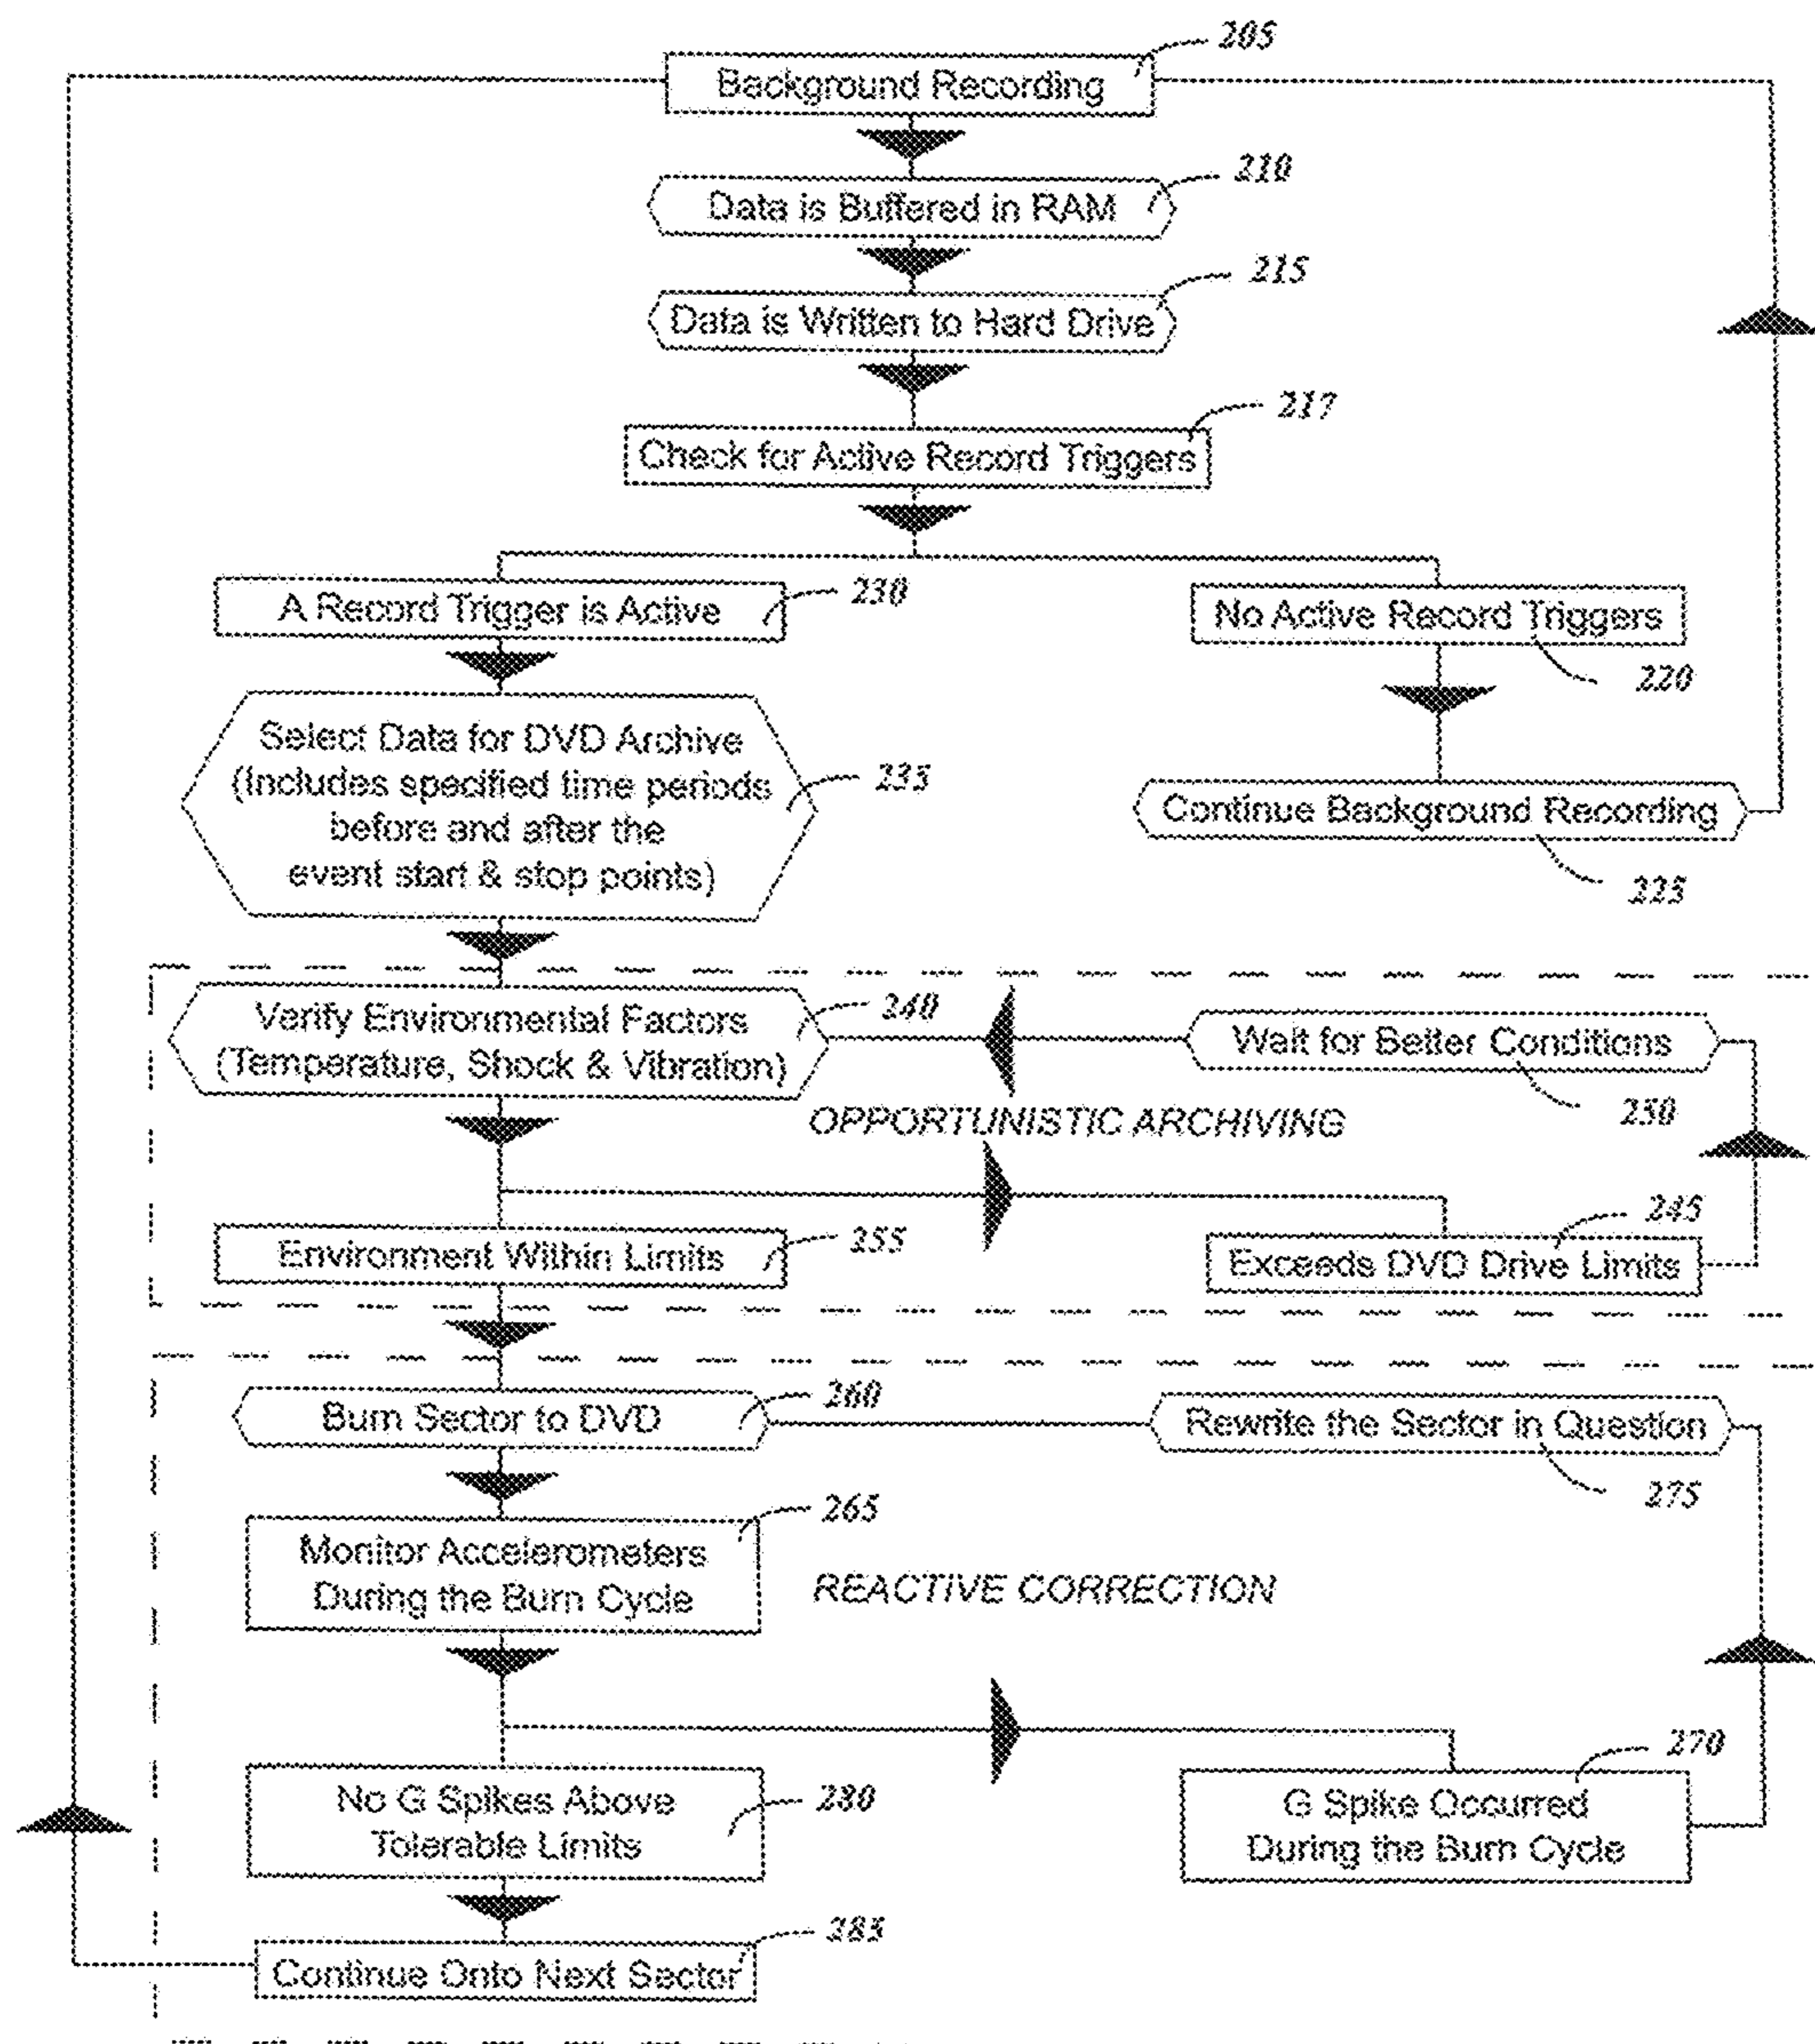 205
Background Recording
210
Data is Buffered in RAM
215
Data is Written to Hard Drive
217
Check for Active Record Triggers
230
A Record Trigger is Active
No Active Record Triggers
220
Select Data for DVD Archive
(Includes specified time periods
before and after the
event start & stop points)
235
Continue Background Recording
225
Verify Environmental Factors
(Temperature, Shock & Vibration)
240
Wait for Better Conditions
250
OPPORTUNISTIC ARCHIVING
245
Environment Within Limits
255
Exceeds DVD Drive Limits
260
Burn Sector to DVD
Rewrite the Sector in Question
275
265
Monitor Accelerometers
During the Burn Cycle
REACTIVE CORRECTION
270
No G Spikes Above
Tolerable Limits
280
G Spike Occurred
During the Burn Cycle
285
Continue Onto Next Sector